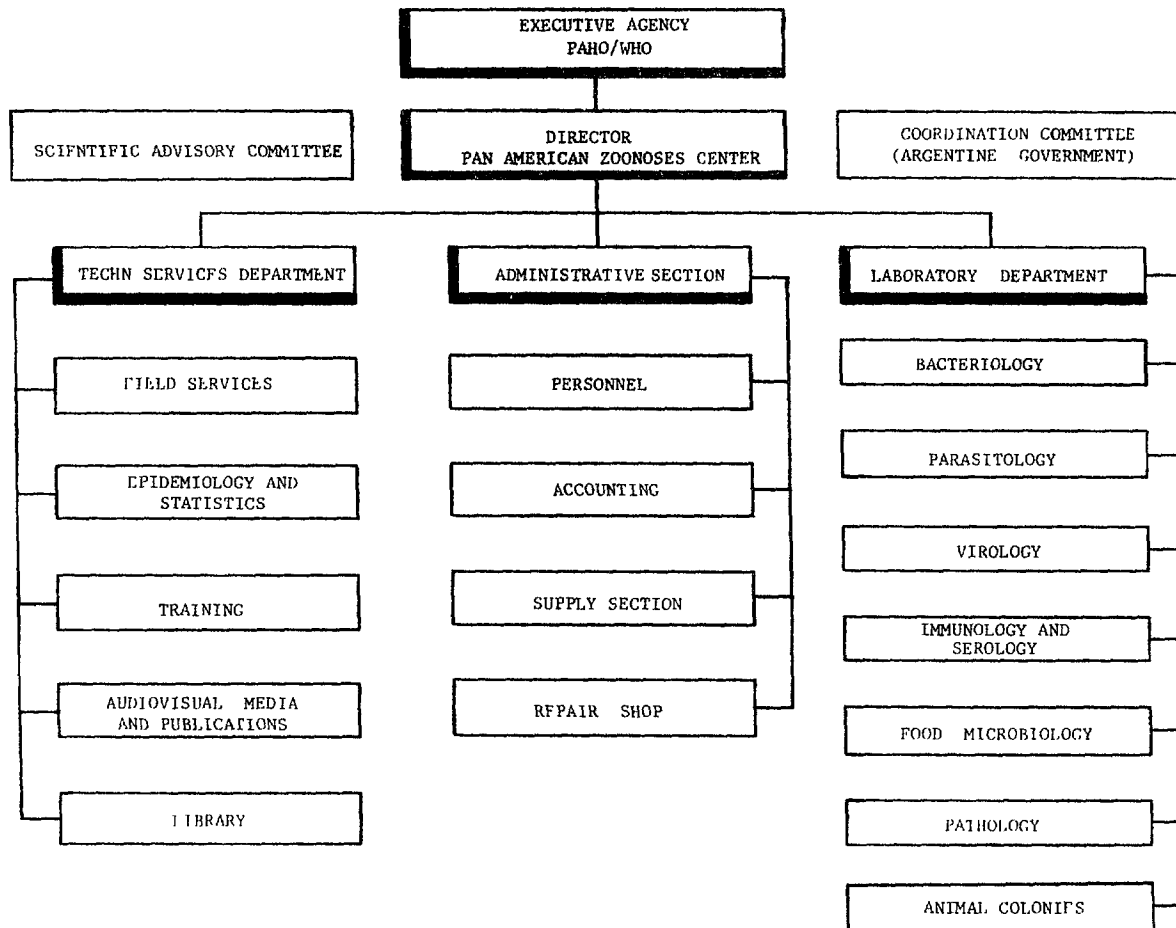 EXECUTIVE AGENCY
PAHO/WHO
SCIENTIFIC ADVISORY COMMITTEE
DIRECTOR
PAN AMERICAN ZOONOSES CENTER
COORDINATION COMMITTEE
(ARGENTINE GOVERNMENT)
TECHN SERVICES DEPARTMENT
ADMINISTRATIVE SECTION
LABORATORY DEPARTMENT
FIELD SERVICES
PERSONNEL
BACTERIOLOGY
EPIDEMIOLOGY AND
STATISTICS
ACCOUNTING
PARASITOLOGY
TRAINING
SUPPLY SECTION
VIROLOGY
AUDIOVISUAL MEDIA
AND PUBLICATIONS
REPAIR SHOP
IMMUNOLOGY AND
SEROLOGY
LIBRARY
FOOD MICROBIOLOGY
PATHOLOGY
ANIMAL COLONIES